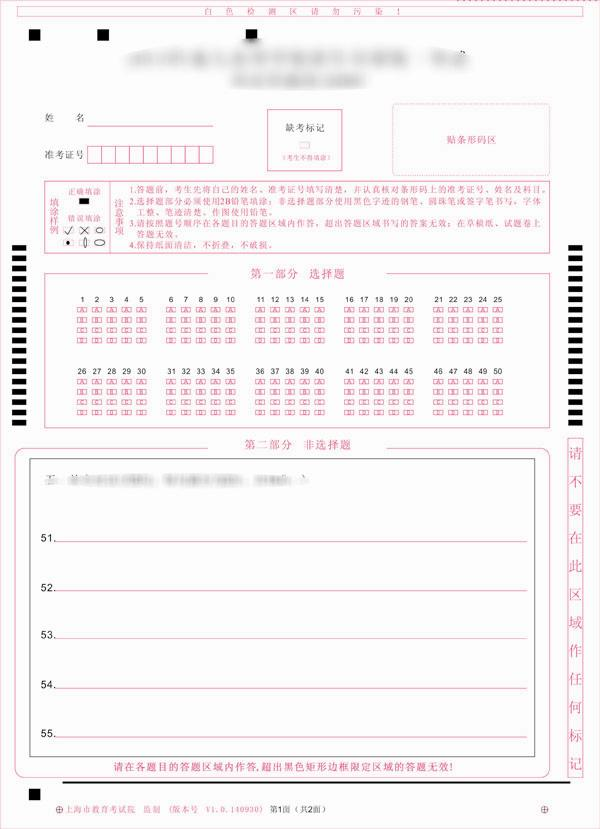 白色检测区请勿污染！
姓 名
准考证号
缺考标记
（考生不得填涂）
贴条形码区
填涂样例
正确填涂
错误填涂
注意事项
1.答题前，考生先将自己的姓名、准考证号填写清楚，并认真核对条形码上的准考证号、姓名及科目。
2.选择题部分必须使用2B铅笔填涂；非选择题部分使用黑色字迹的钢笔、圆珠笔或签字笔书写，字体
工整、笔迹清楚。作图使用铅笔。
3.请按照题号顺序在各题目的答题区域内作答，超出答题区域书写的答案无效；在草稿纸、试题卷上
答题无效。
4.保持纸面清洁，不折叠，不破损。
第一部分 选择题
1 2 3 4 5 6 7 8 9 10 11 12 13 14 15 16 17 18 19 20 21 22 23 24 25
A A A A A A A A A A A A A A A A A A A A A A A A A
B B B B B B B B B B B B B B B B B B B B B B B B B
C C C C C C C C C C C C C C C C C C C C C C C C C
D D D D D D D D D D D D D D D D D D D D D D D D D
26 27 28 29 30 31 32 33 34 35 36 37 38 39 40 41 42 43 44 45 46 47 48 49 50
A A A A A A A A A A A A A A A A A A A A A A A A A
B B B B B B B B B B B B B B B B B B B B B B B B B
C C C C C C C C C C C C C C C C C C C C C C C C C
D D D D D D D D D D D D D D D D D D D D D D D D D
第二部分 非选择题
51.
52.
53.
54.
55.
请在各题目的答题区域内作答,超出黑色矩形边框限定区域的答题无效!
请不要在此区域作任何标记
上海市教育考试院 监制 （版本号 V1.0.140930）第1面（共2面）